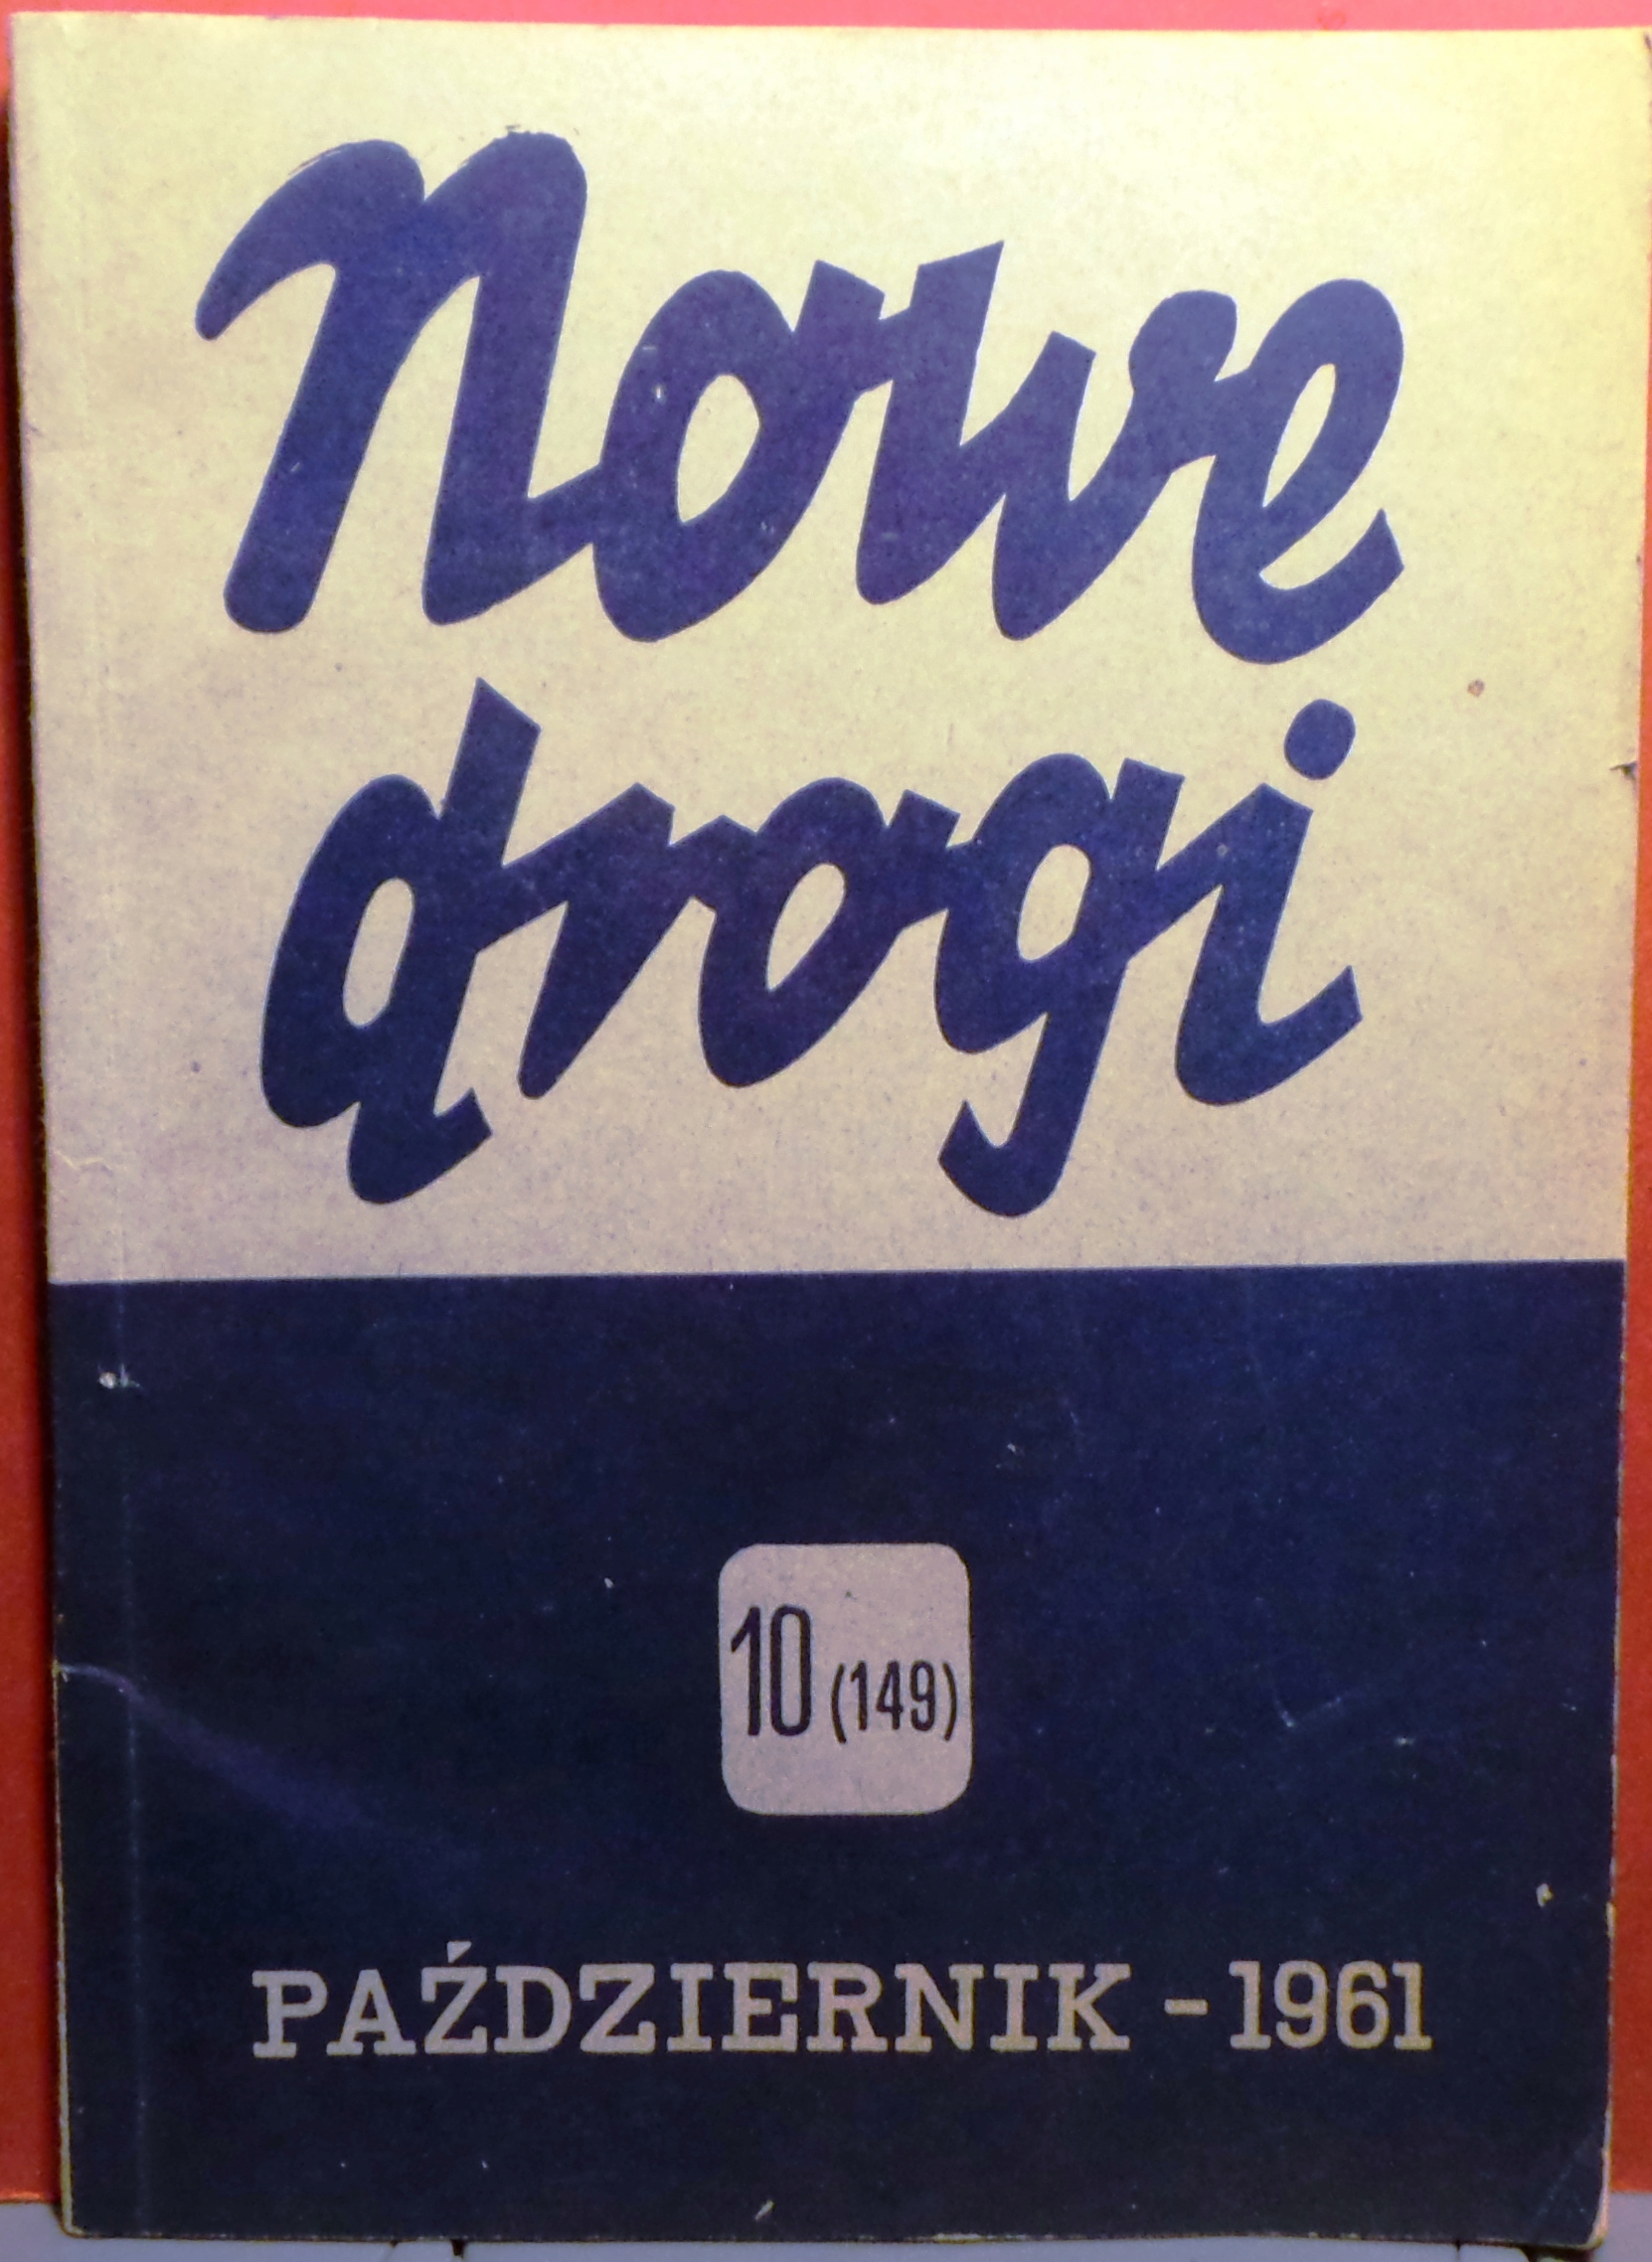 Nowe
drogi
10 (149)
PAŹDZIERNIK - 1961